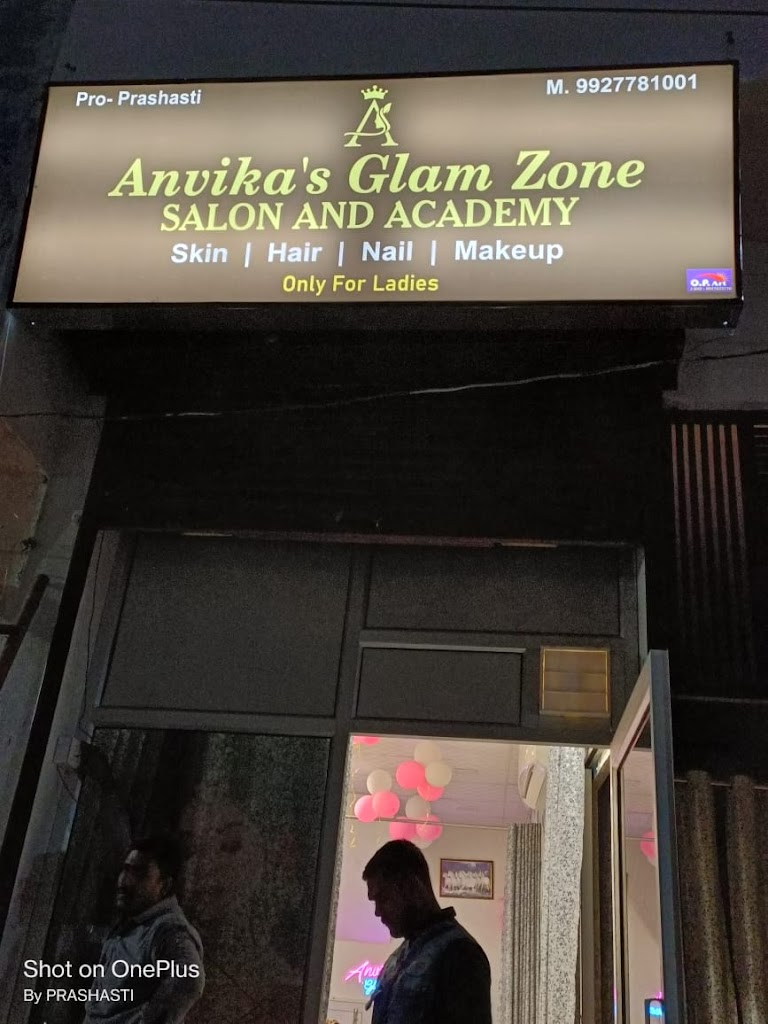 Pro- Prashasti
M. 9927781001
A
Anvika's Glam Zone
SALON AND ACADEMY
Skin | Hair | Nail | Makeup
Only For Ladies
O.P. Art
Shot on OnePlus
By PRASHASTI